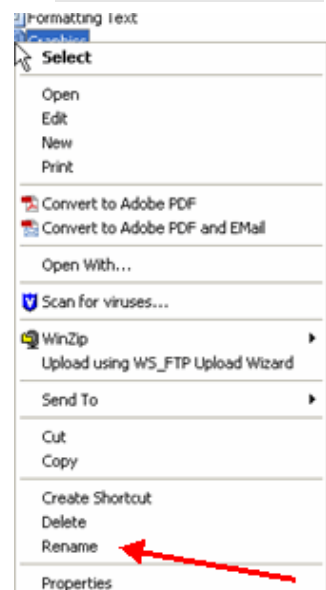 Formatting Text
Graphics
Select
Open
Edit
New
Print
Convert to Adobe PDF
Convert to Adobe PDF and EMail
Open With...
Scan for viruses...
WinZip
Upload using WS_FTP Upload Wizard
Send To
Cut
Copy
Create Shortcut
Delete
Rename
Properties